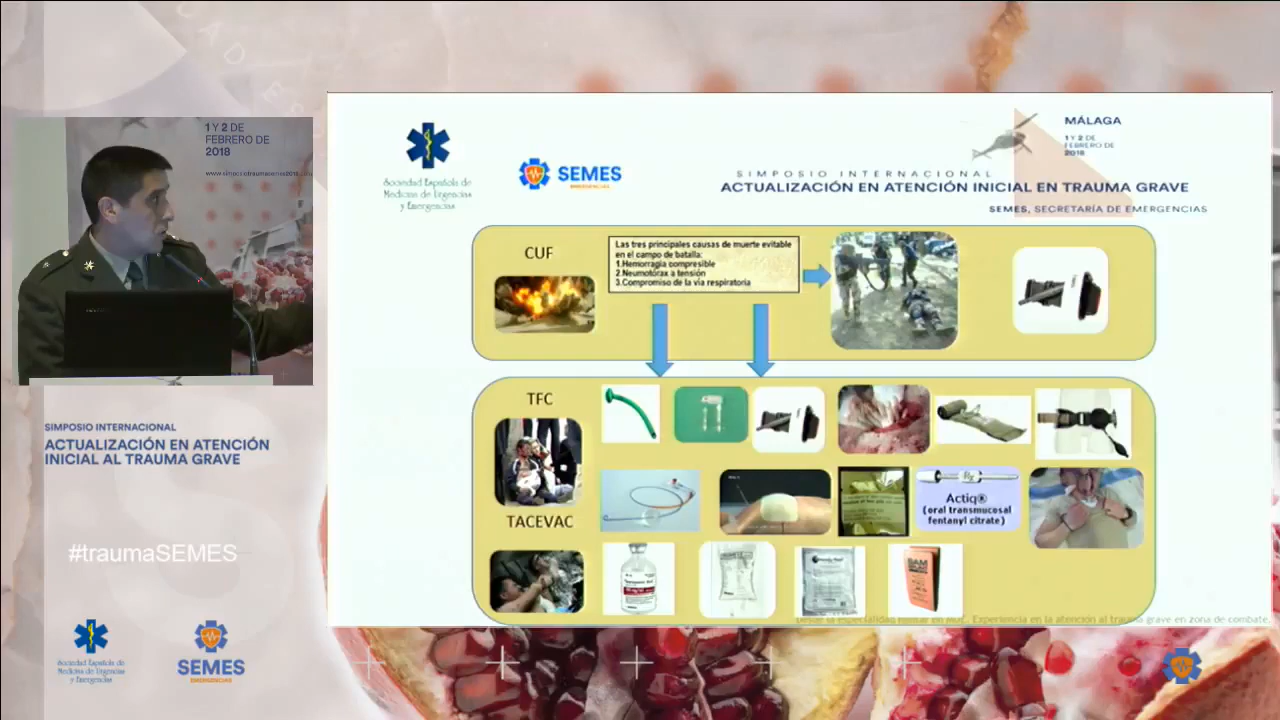 1 Y 2 DE
FEBRERO DE
2018
SIMPOSIO INTERNACIONAL
ACTUALIZACIÓN EN ATENCIÓN
INICIAL AL TRAUMA GRAVE
#traumaSEMES
Sociedad Española de
Medicina de Urgencias
y Emergencias
SEMES
EMERGENCIAS
Sociedad Española de
Medicina de Urgencias
y Emergencias
SEMES
EMERGENCIAS
MÁLAGA
1 Y 2 DE
FEBRERO DE
2018
SIMPOSIO INTERNACIONAL
ACTUALIZACIÓN EN ATENCIÓN INICIAL EN TRAUMA GRAVE
SEMES, SECRETARÍA DE EMERGENCIAS
CUF
Las tres principales causas de muerte evitable
en el campo de batalla:
1.Hemorragia compresible
2.Neumotórax a tensión
3.Compromiso de la vía respiratoria
TFC
TACEVAC
Actiq®
(oral transmucosal
fentanyl citrate)
SAM
Experiencia en la atención al trauma grave en zona de combate.